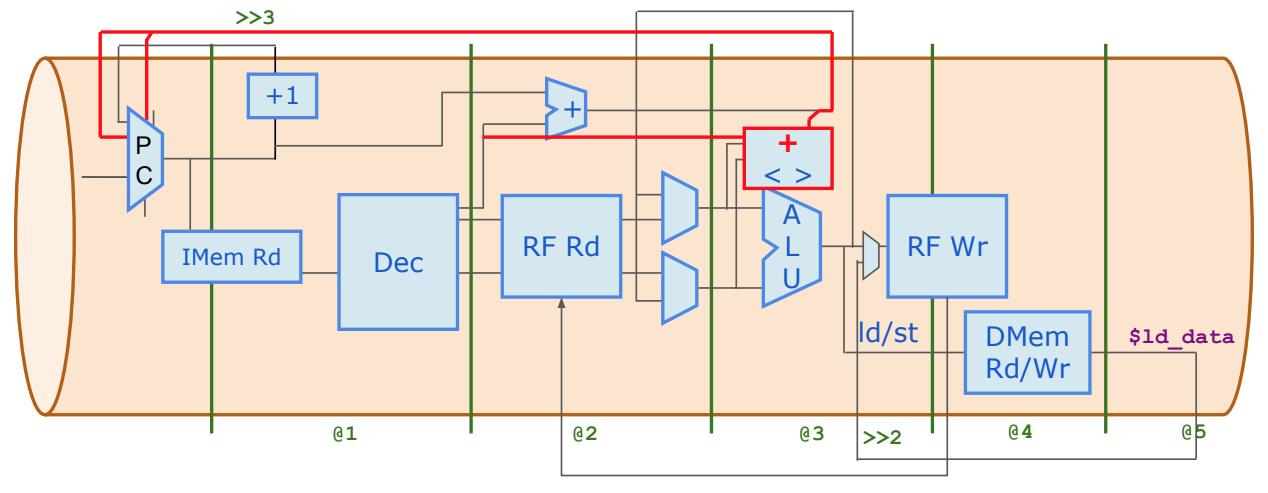 >>3
+1
+
P
C
+
< >
IMem Rd
Dec
RF Rd
A
L
U
RF Wr
ld/st
DMem
Rd/Wr
$ld_data
@1
@2
@3
>>2
@4
@5